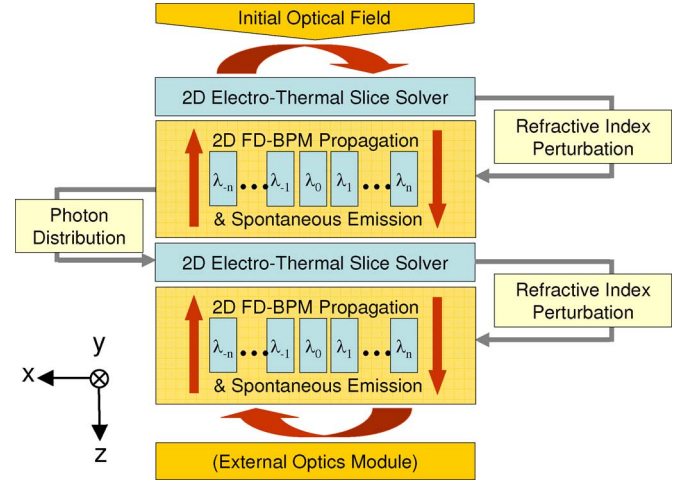 Initial Optical Field
2D Electro-Thermal Slice Solver
Refractive Index
Perturbation
2D FD-BPM Propagation
λ-n ••• λ-1 λ0 λ1 ••• λn
& Spontaneous Emission
Photon
Distribution
2D Electro-Thermal Slice Solver
Refractive Index
Perturbation
2D FD-BPM Propagation
λ-n ••• λ-1 λ0 λ1 ••• λn
& Spontaneous Emission
y
x
z
(External Optics Module)